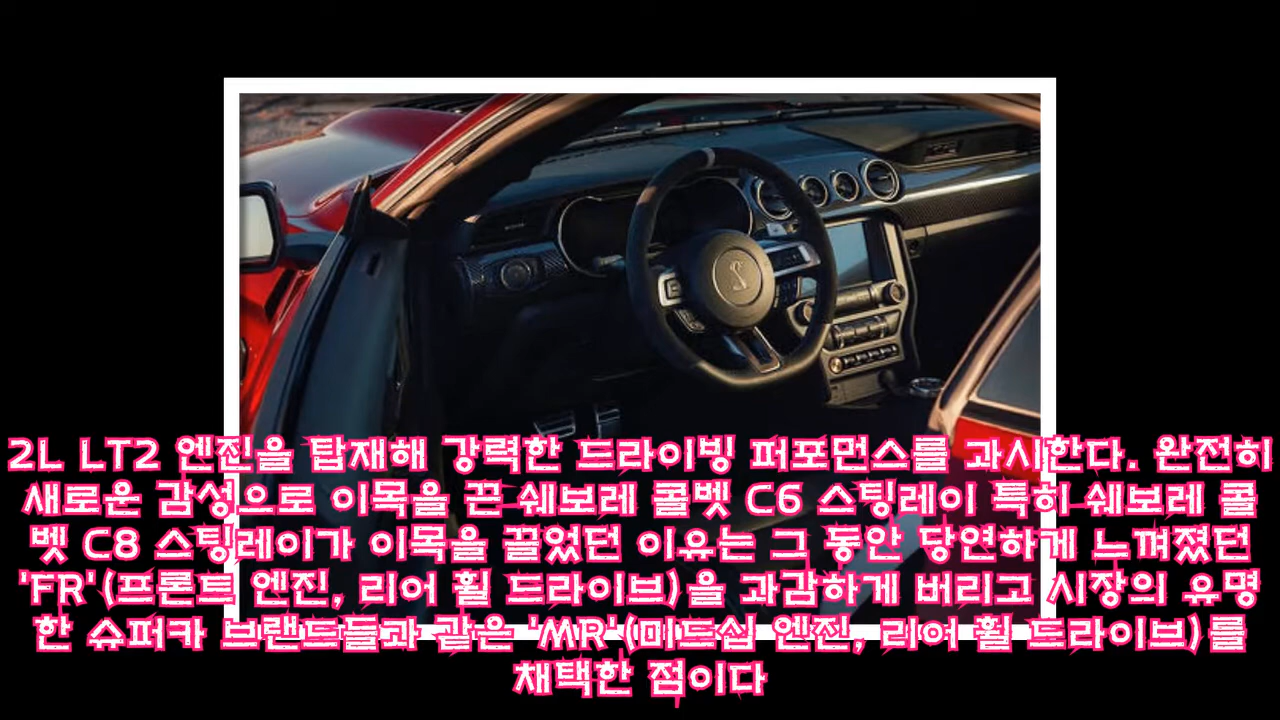 2L LT2 엔진을 탑재해 강력한 드라이빙 퍼포먼스를 과시한다. 완전히
새로운 감성으로 이목을 끈 쉐보레 콜벳 C6 스팅레이 특히 쉐보레 콜
벳 C8 스팅레이가 이목을 끌었던 이유는 그 동안 당연하게 느껴졌던
'FR'(프론트 엔진, 리어 휠 드라이브)을 과감하게 버리고 시장의 유명
한 슈퍼카 브랜드들과 같은 'MR'(미드십 엔진, 리어 휠 드라이브)를
채택한 점이다